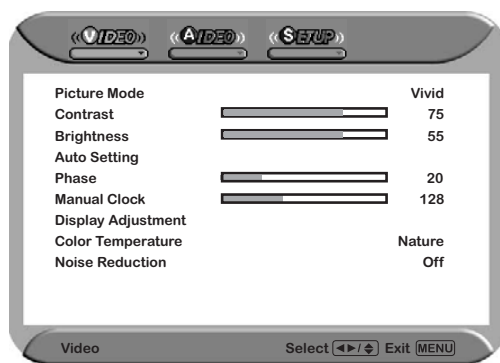 ((VIDEO)) ((AIDEO)) ((SETUP))
Picture Mode Vivid
Contrast 75
Brightness 55
Auto Setting
Phase 20
Manual Clock 128
Display Adjustment
Color Temperature Nature
Noise Reduction Off
Video Select ◄►/◆ Exit MENU